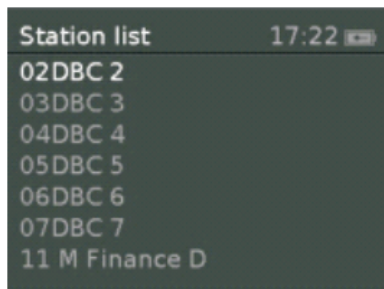 Station list 17:22
02DBC 2
03DBC 3
04DBC 4
05DBC 5
06DBC 6
07DBC 7
11 M Finance D